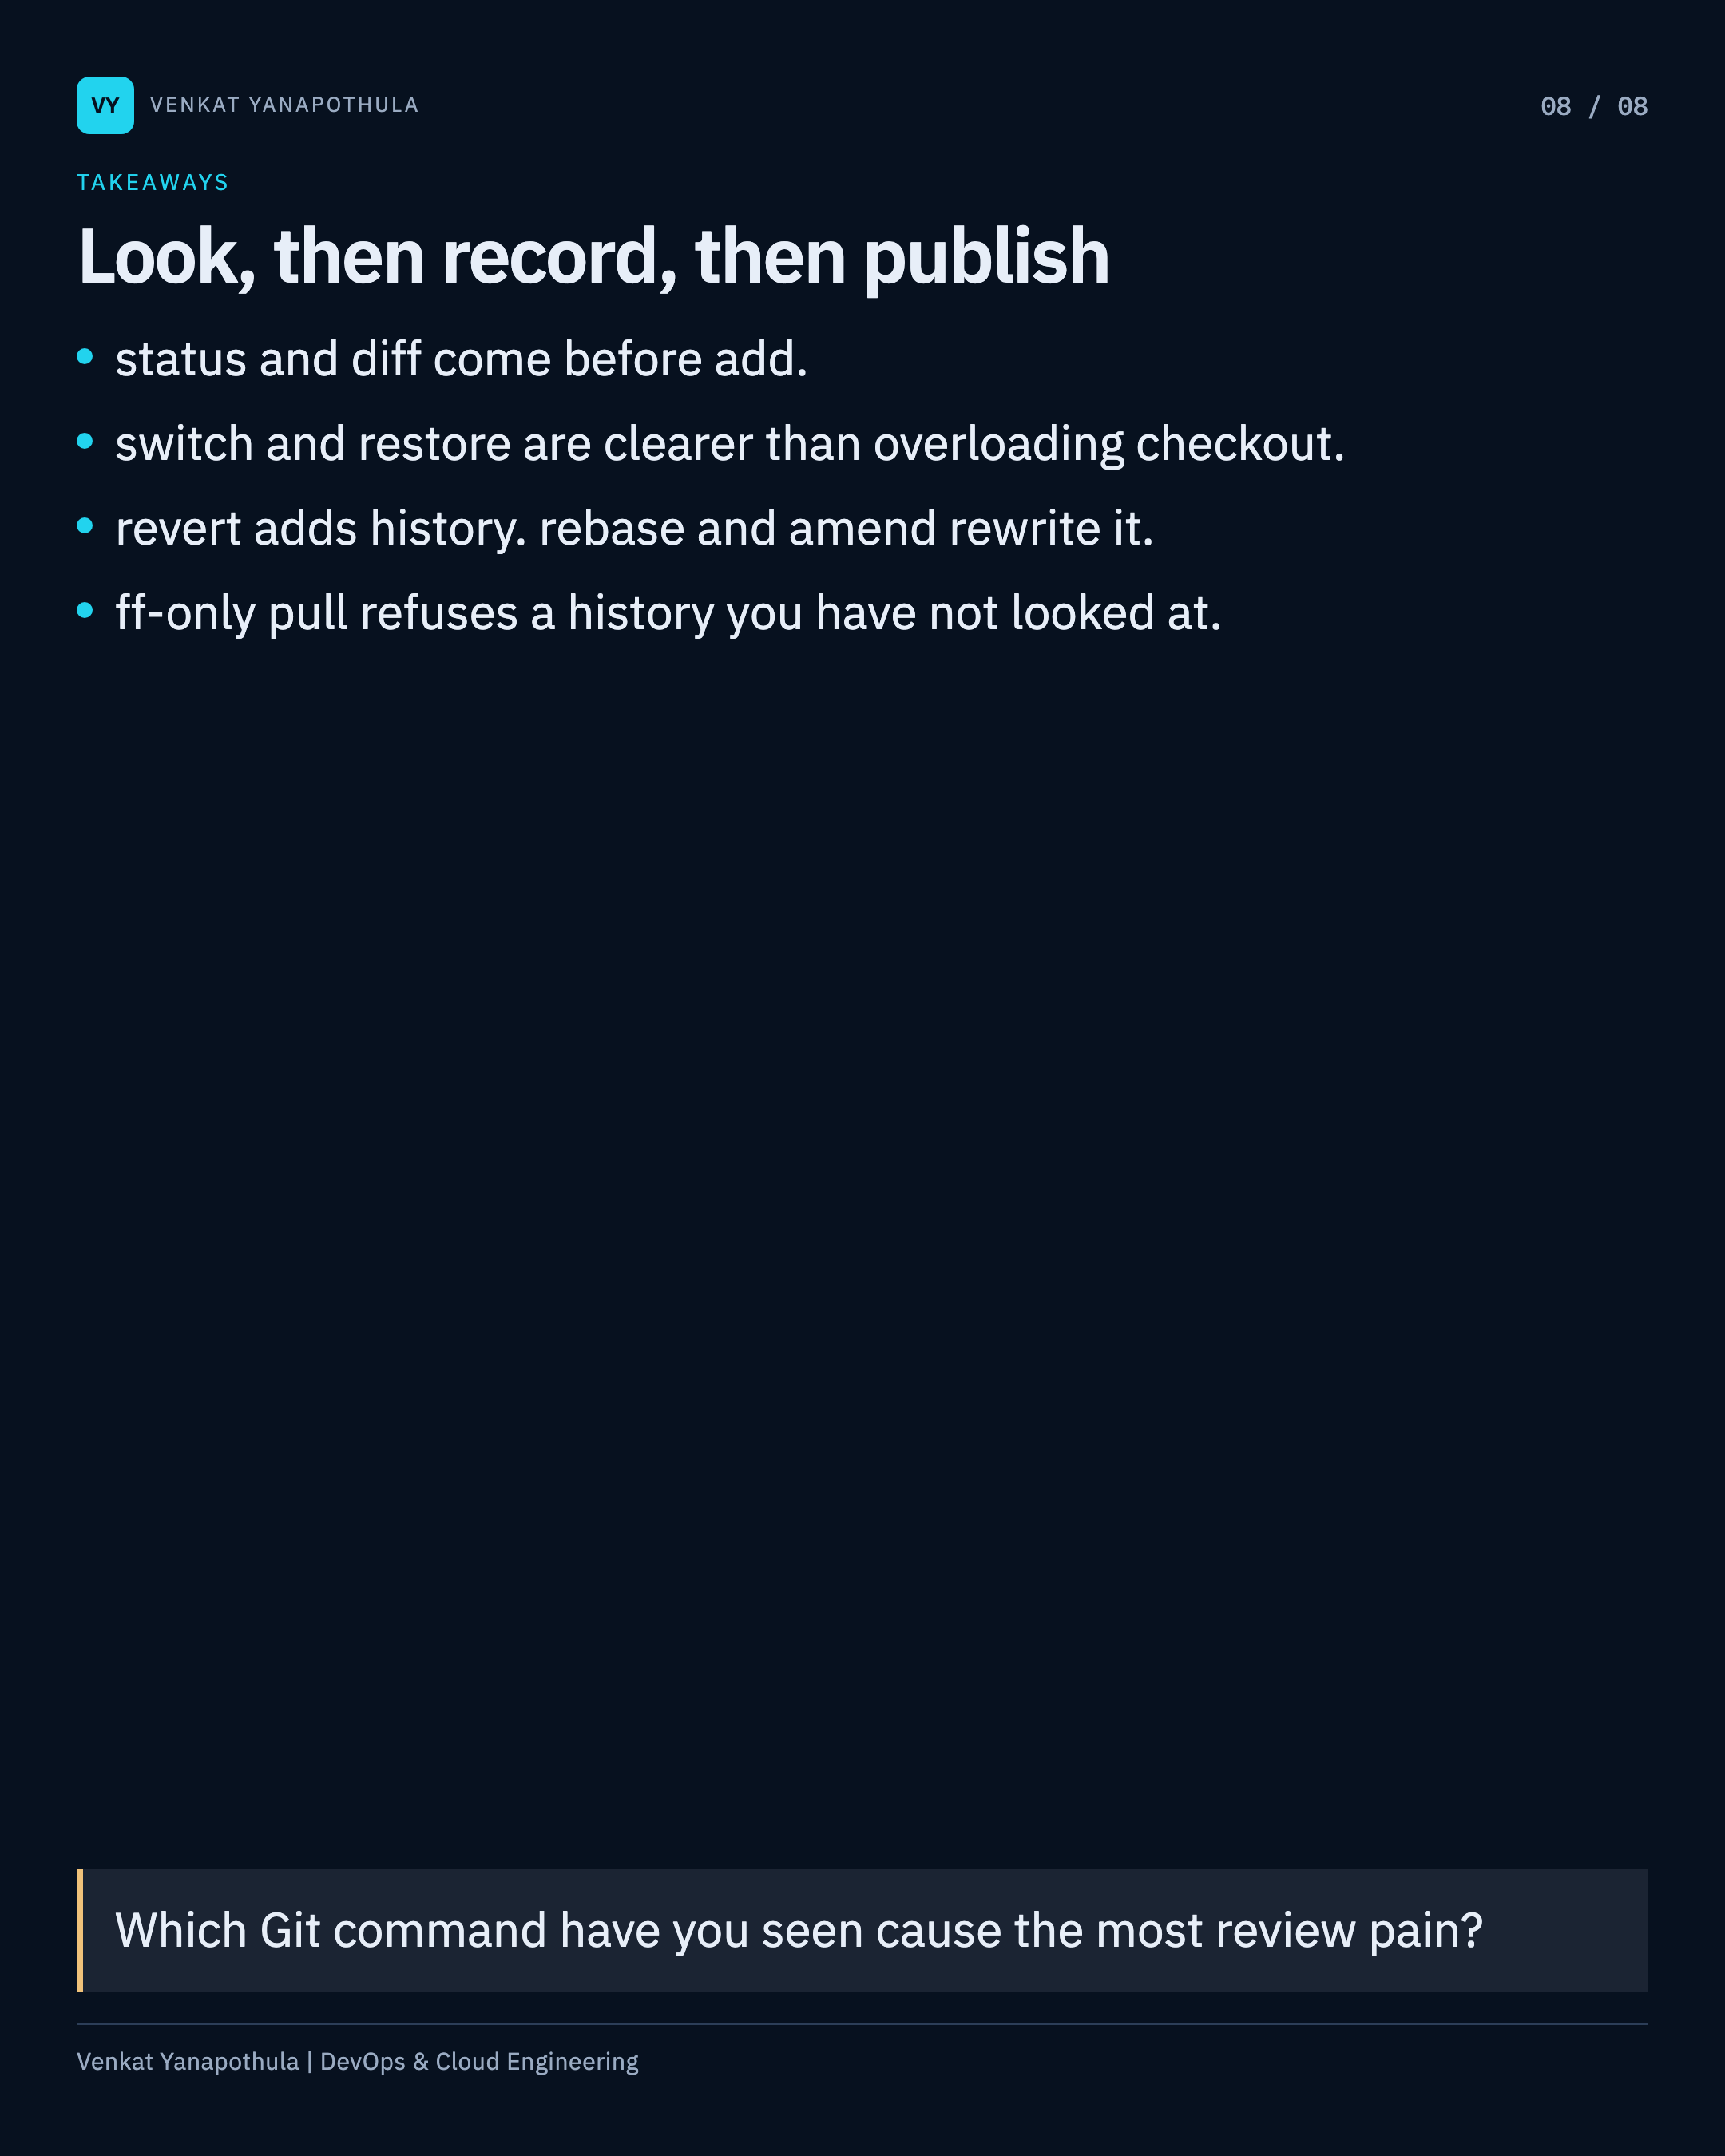 VY
VENKAT YANAPOTHULA
08 / 08
TAKEAWAYS
Look, then record, then publish
status and diff come before add.
switch and restore are clearer than overloading checkout.
revert adds history. rebase and amend rewrite it.
ff-only pull refuses a history you have not looked at.
Which Git command have you seen cause the most review pain?
Venkat Yanapothula | DevOps & Cloud Engineering